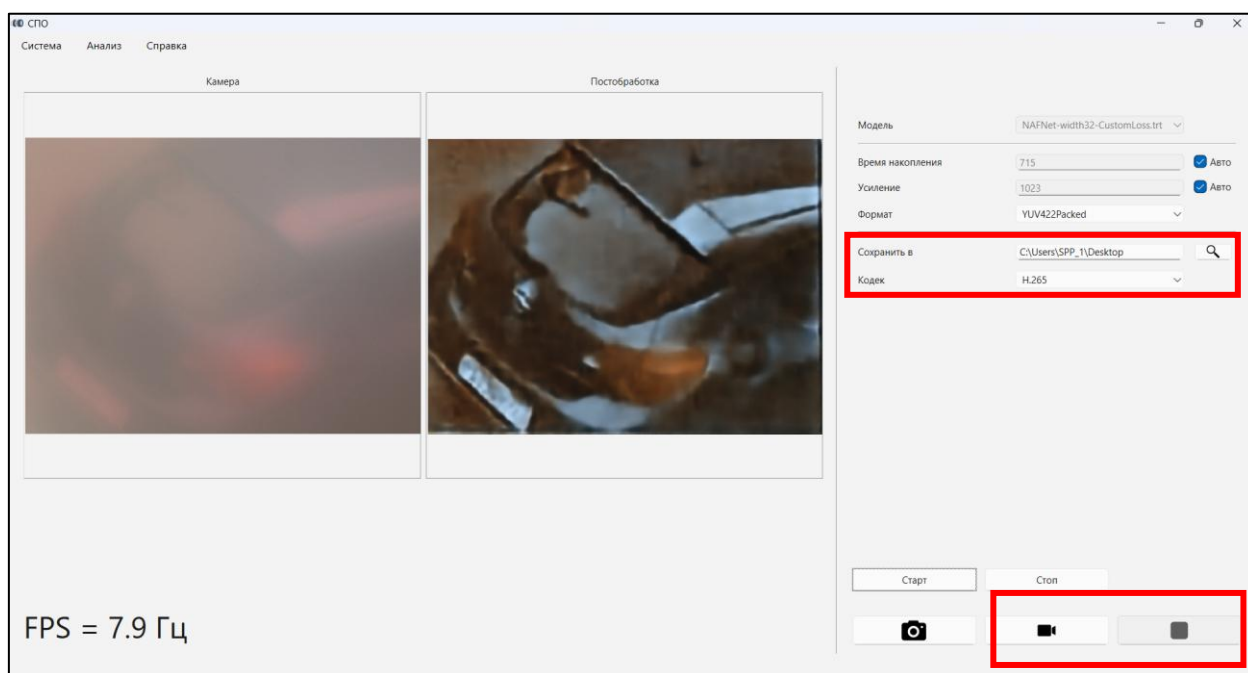 СПО
Система Анализ Справка
Камера
Постобработка
Модель NAFNet-width32-CustomLoss.trt
Время накопления 715 Авто
Усиление 1023 Авто
Формат YUV422Packed
Сохранить в C:\Users\SPP_1\Desktop
Кодек H.265
Старт Стоп
FPS = 7.9 Гц